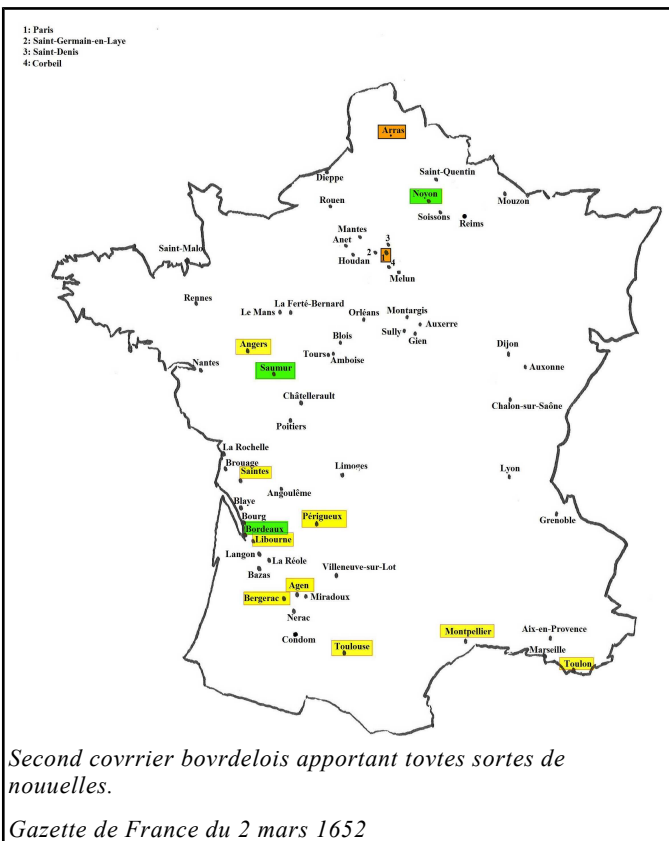 1: Paris
2: Saint-Germain-en-Laye
3: Saint-Denis
4: Corbeil
Arras
Saint-Quentin
Dieppe
Noyon
Mouzon
Rouen
Soissons
Reims
Mantes
3
Anet
Saint-Malo
2
1
Houdan
4
Melun
Rennes
La Ferté-Bernard
Le Mans
Orléans
Montargis
Auxerre
Sully
Gien
Blois
Angers
Dijon
Tours
Amboise
Nantes
Saumur
Auxonne
Châtellerault
Chalon-sur-Saône
Poitiers
La Rochelle
Brouage
Saintes
Limoges
Lyon
Angoulême
Blaye
Périgueux
Bourg
Grenoble
Bordeaux
Libourne
Langon
La Réole
Villeneuve-sur-Lot
Bazas
Agen
Bergerac
Miradoux
Nerac
Condom
Montpellier
Aix-en-Provence
Toulouse
Marseille
Toulon
Second covrrier bovrdelois apportant tovtes sortes de
nouuelles.
Gazette de France du 2 mars 1652